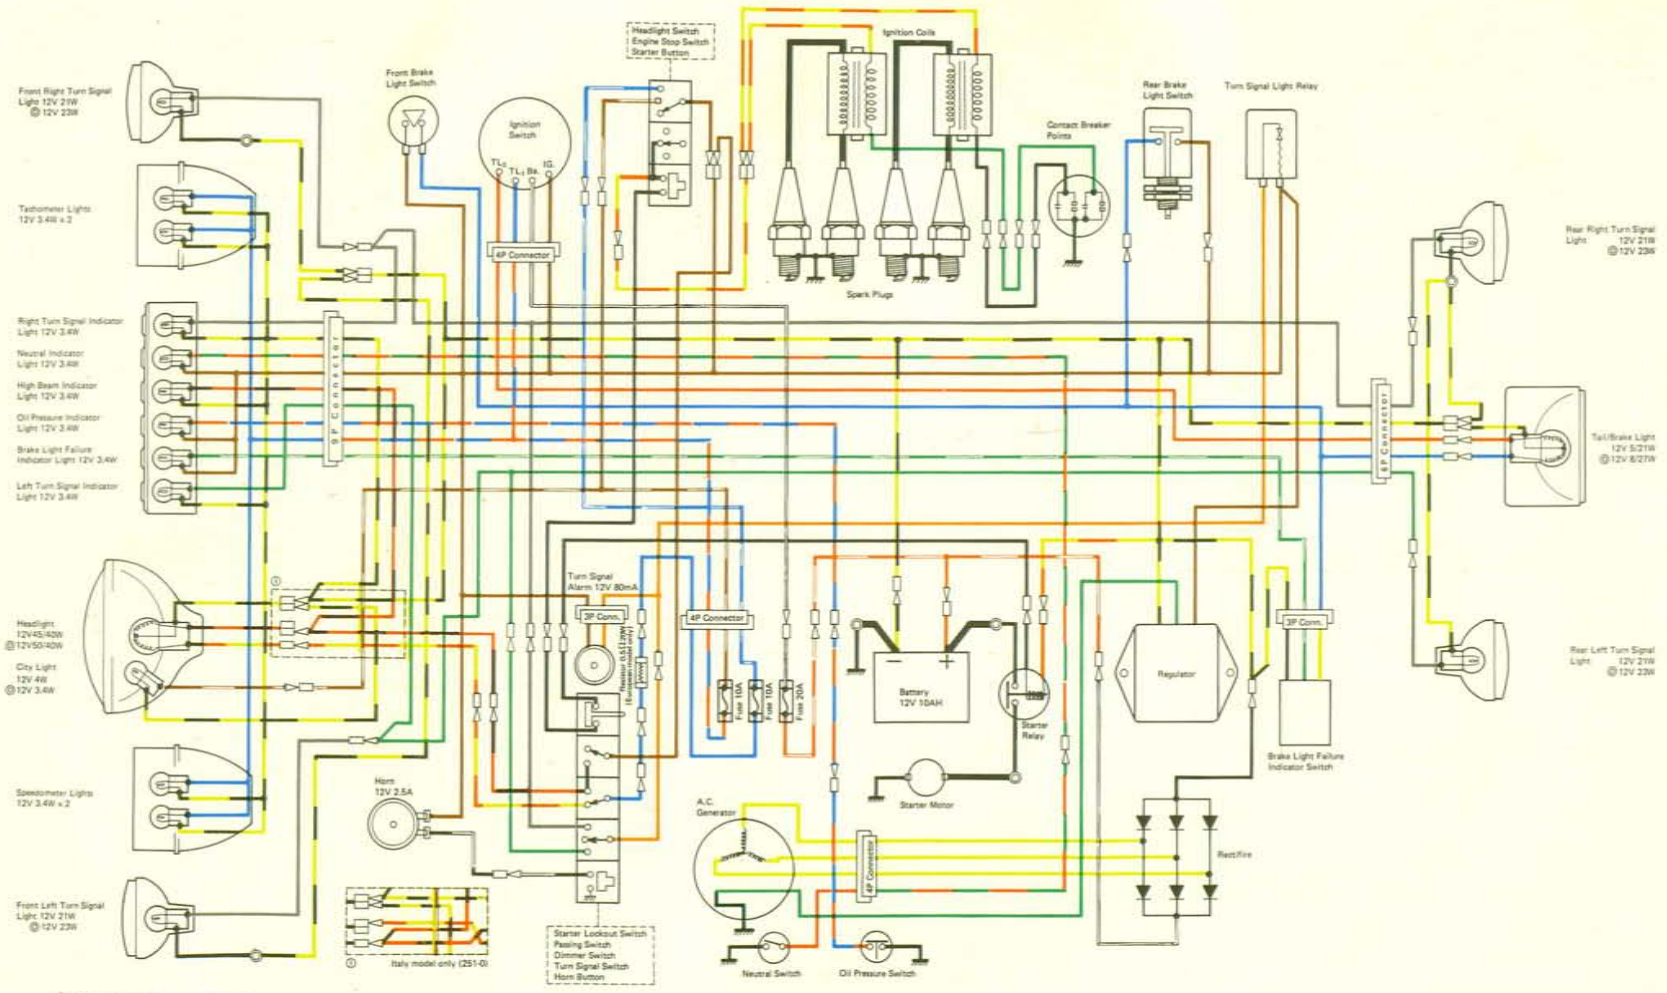 Headlight Switch
Engine Stop Switch
Starter Button
Ignition Coils
Front Right Turn Signal
Light 12V 21W
Ⓒ 12V 23W
Front Brake
Light Switch
Ignition
Switch
TL₂
TL₁
Ba.
IG.
Contact Breaker
Points
Rear Brake
Light Switch
Turn Signal Light Relay
Tachometer Lights
12V 3.4W x 2
4P Connector
Spark Plugs
Rear Right Turn Signal
Light 12V 21W
Ⓒ 12V 23W
Right Turn Signal Indicator
Light 12V 3.4W
Neutral Indicator
Light 12V 3.4W
High Beam Indicator
Light 12V 3.4W
Oil Pressure Indicator
Light 12V 3.4W
Brake Light Failure
Indicator Light 12V 3.4W
Left Turn Signal Indicator
Light 12V 3.4W
9P Connector
6P Connector
Tail/Brake Light
12V 5/21W
Ⓒ 12V 8/27W
Turn Signal
Alarm 12V 80mA
3P Conn.
4P Connector
3P Conn.
Headlight
12V45/40W
Ⓒ 12V50/40W
City Light
12V 4W
Ⓒ 12V 3.4W
(European model only)
Fuse 10A
Fuse 10A
Fuse 20A
Battery
12V 10AH
− +
Starter
Relay
Regulator
Rear Left Turn Signal
Light 12V 21W
Ⓒ 12V 23W
Brake Light Failure
Indicator Switch
Speedometer Lights
12V 3.4W x 2
Horn
12V 2.5A
A.C.
Generator
Starter Motor
4P Connector
Rectifire
Front Left Turn Signal
Light 12V 21W
Ⓒ 12V 23W
Italy model only (251-0)
Starter Lockout Switch
Passing Switch
Dimmer Switch
Turn Signal Switch
Horn Button
Neutral Switch
Oil Pressure Switch